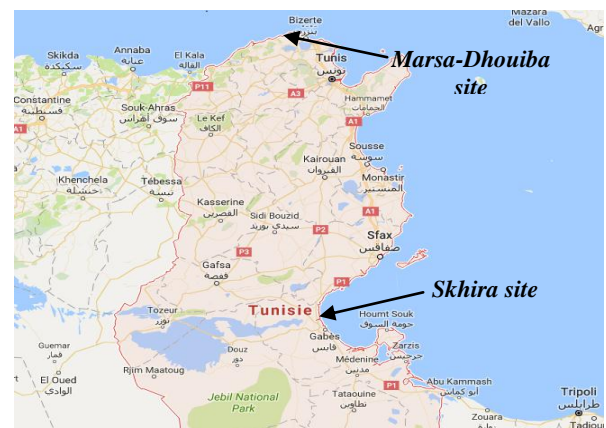 Bizerte
بنزرت
Mazara
del Vallo
Agr
Skikda
سكيكدة
Annaba
عنابة
El Kala
القالة
Tunis
تونس
Marsa-Dhouiba
site
P11
A3
Constantine
قسنطينة
A1
Souk-Ahras
سوق أهراس
Le Kef
الكاف
Hammamet
الحمامات
Khenchela
خنشلة
Tébessa
تبسة
Kairouan
القيروان
Sousse
سوسة
Monastir
المنستير
Kasserine
القصرين
Sidi Bouzid
سيدي بوزيد
A1
P2
P3
Sfax
صفاقس
Gafsa
قفصة
P1
Skhira site
Tozeur
توزر
Tunisie
Houmt Souk
حومة السوق
Gabès
قابس
Guemar
قمار
Douz
دوز
Zarzis
جرجيس
Médenine
مدنين
El Oued
الوادي
Rjim Maatoug
P1
Abu Kammash
أبو كماش
Jebil National
Park
Tataouine
تطاوين
Tripoli
طرابلس
Zouara
زوارة
Tadjou